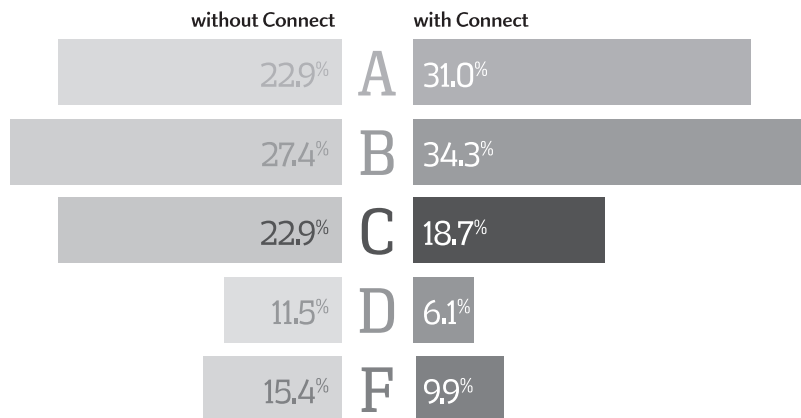 without Connect with Connect
22.9% A 31.0%
27.4% B 34.3%
22.9% C 18.7%
11.5% D 6.1%
15.4% F 9.9%